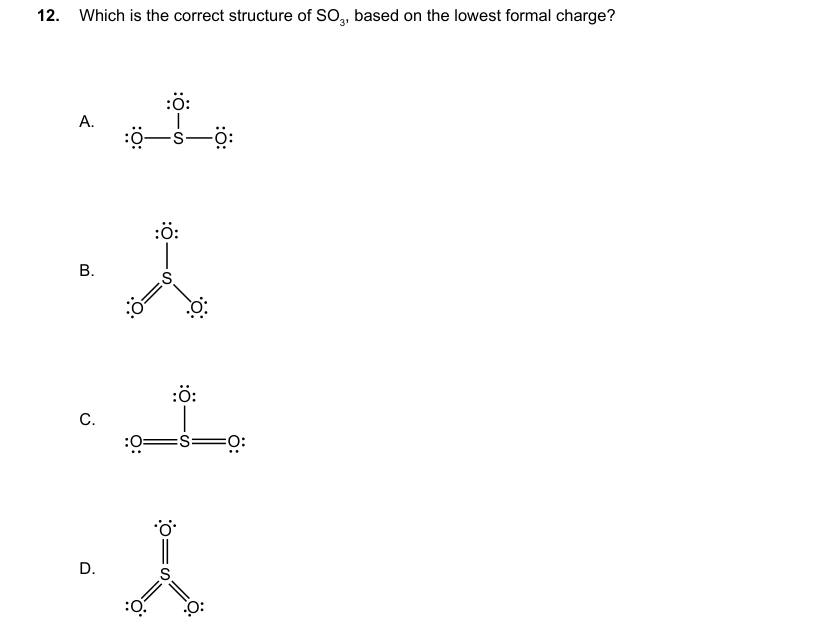 12. Which is the correct structure of SO₃, based on the lowest formal charge?
A.
:Ö:
:Ö—S—Ö:
B.
:Ö:
S
:O O:
C.
:Ö:
:O=S=O:
D.
O
S
:O O: